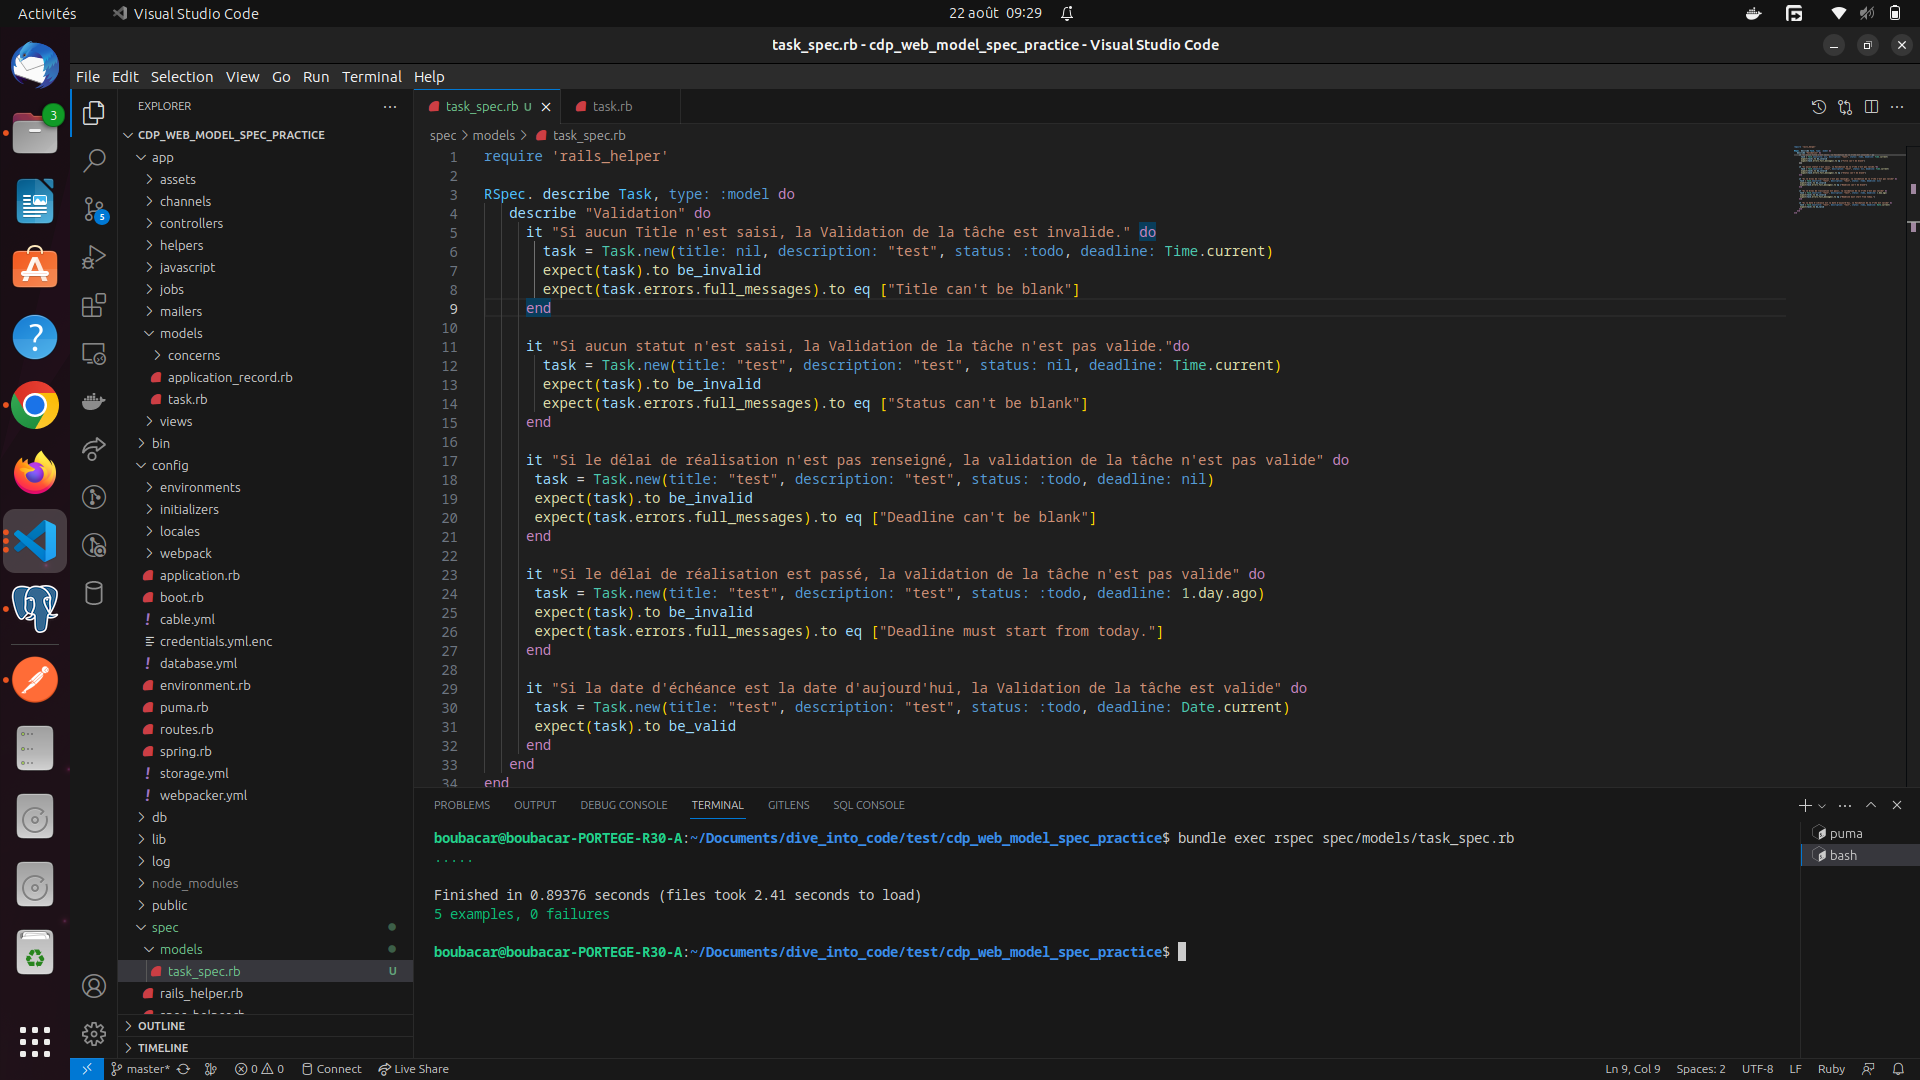 Activités
Visual Studio Code
22 août 09:29
task_spec.rb - cdp_web_model_spec_practice - Visual Studio Code
File Edit Selection View Go Run Terminal Help
3
5
EXPLORER
CDP_WEB_MODEL_SPEC_PRACTICE
app
assets
channels
controllers
helpers
javascript
jobs
mailers
models
concerns
application_record.rb
task.rb
views
bin
config
environments
initializers
locales
webpack
application.rb
boot.rb
! cable.yml
credentials.yml.enc
! database.yml
environment.rb
puma.rb
routes.rb
spring.rb
! storage.yml
! webpacker.yml
db
lib
log
node_modules
public
spec
models
task_spec.rb U
rails_helper.rb
OUTLINE
TIMELINE
task_spec.rb U
task.rb
spec > models > task_spec.rb
1 require 'rails_helper'
2
3 RSpec. describe Task, type: :model do
4 describe "Validation" do
5 it "Si aucun Title n'est saisi, la Validation de la tâche est invalide." do
6 task = Task.new(title: nil, description: "test", status: :todo, deadline: Time.current)
7 expect(task).to be_invalid
8 expect(task.errors.full_messages).to eq ["Title can't be blank"]
9 end
10
11 it "Si aucun statut n'est saisi, la Validation de la tâche n'est pas valide."do
12 task = Task.new(title: "test", description: "test", status: nil, deadline: Time.current)
13 expect(task).to be_invalid
14 expect(task.errors.full_messages).to eq ["Status can't be blank"]
15 end
16
17 it "Si le délai de réalisation n'est pas renseigné, la validation de la tâche n'est pas valide" do
18 task = Task.new(title: "test", description: "test", status: :todo, deadline: nil)
19 expect(task).to be_invalid
20 expect(task.errors.full_messages).to eq ["Deadline can't be blank"]
21 end
22
23 it "Si le délai de réalisation est passé, la validation de la tâche n'est pas valide" do
24 task = Task.new(title: "test", description: "test", status: :todo, deadline: 1.day.ago)
25 expect(task).to be_invalid
26 expect(task.errors.full_messages).to eq ["Deadline must start from today."]
27 end
28
29 it "Si la date d'échéance est la date d'aujourd'hui, la Validation de la tâche est valide" do
30 task = Task.new(title: "test", description: "test", status: :todo, deadline: Date.current)
31 expect(task).to be_valid
32 end
33 end
34 end
PROBLEMS OUTPUT DEBUG CONSOLE TERMINAL GITLENS SQL CONSOLE
boubacar@boubacar-PORTEGE-R30-A:~/Documents/dive_into_code/test/cdp_web_model_spec_practice$ bundle exec rspec spec/models/task_spec.rb
.....
Finished in 0.89376 seconds (files took 2.41 seconds to load)
5 examples, 0 failures
boubacar@boubacar-PORTEGE-R30-A:~/Documents/dive_into_code/test/cdp_web_model_spec_practice$
puma
bash
master* 0 0 Connect Live Share
Ln 9, Col 9 Spaces: 2 UTF-8 LF Ruby